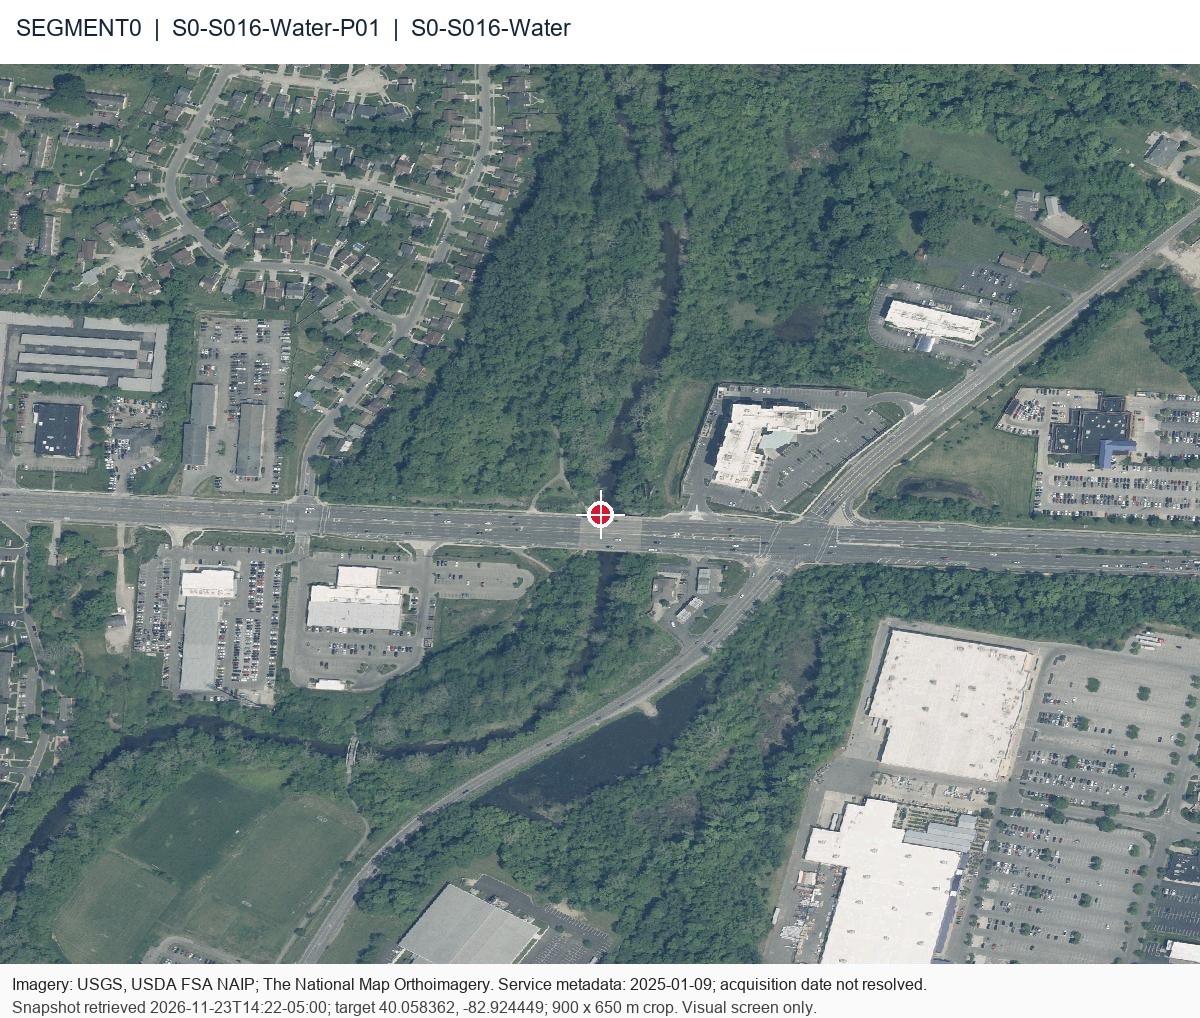 SEGMENT0 | S0-S016-Water-P01 | S0-S016-Water
Imagery: USGS, USDA FSA NAIP; The National Map Orthoimagery. Service metadata: 2025-01-09; acquisition date not resolved.
Snapshot retrieved 2026-11-23T14:22-05:00; target 40.058362, -82.924449; 900 x 650 m crop. Visual screen only.